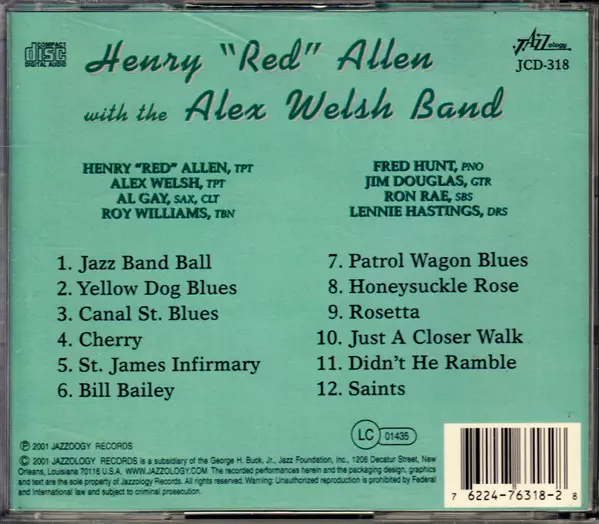 COMPACT
disc
DIGITAL AUDIO
Henry "Red" Allen
with the Alex Welsh Band
JAZZology
JCD-318
HENRY "RED" ALLEN, TPT
ALEX WELSH, TPT
AL GAY, SAX, CLT
ROY WILLIAMS, TBN
FRED HUNT, PNO
JIM DOUGLAS, GTR
RON RAE, SBS
LENNIE HASTINGS, DRS
1. Jazz Band Ball
2. Yellow Dog Blues
3. Canal St. Blues
4. Cherry
5. St. James Infirmary
6. Bill Bailey
7. Patrol Wagon Blues
8. Honeysuckle Rose
9. Rosetta
10. Just A Closer Walk
11. Didn't He Ramble
12. Saints
LC 01435
℗ 2001 JAZZOOGY RECORDS
© 2001 JAZZOLOGY RECORDS is a subsidiary of the George H. Buck, Jr., Jazz Foundation, Inc., 1206 Decatur Street, New
Orleans, Louisiana 70116 U.S.A. WWW.JAZZOLOGY.COM. The recorded performances herein and the packaging design, graphics
and text are the sole property of Jazzology Records. All rights reserved. Warning: Unauthorized reproduction is prohibited by Federal
and International law and subject to criminal prosecution.
7 6224-76318-2 8